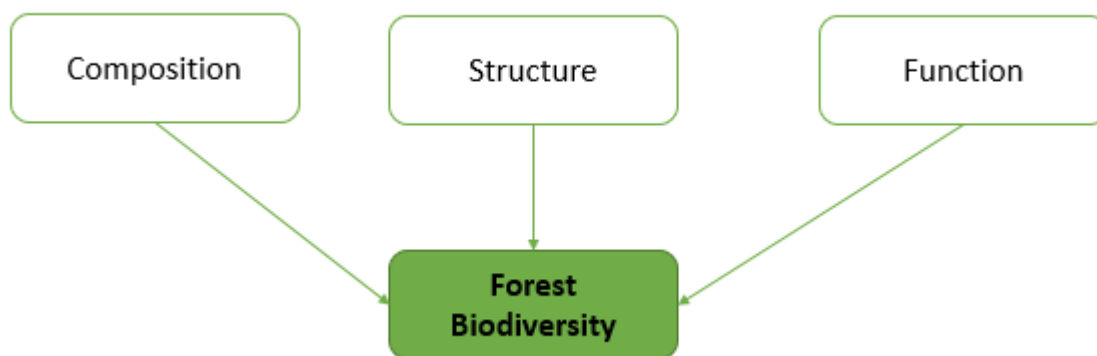 Composition
Structure
Function
Forest
Biodiversity